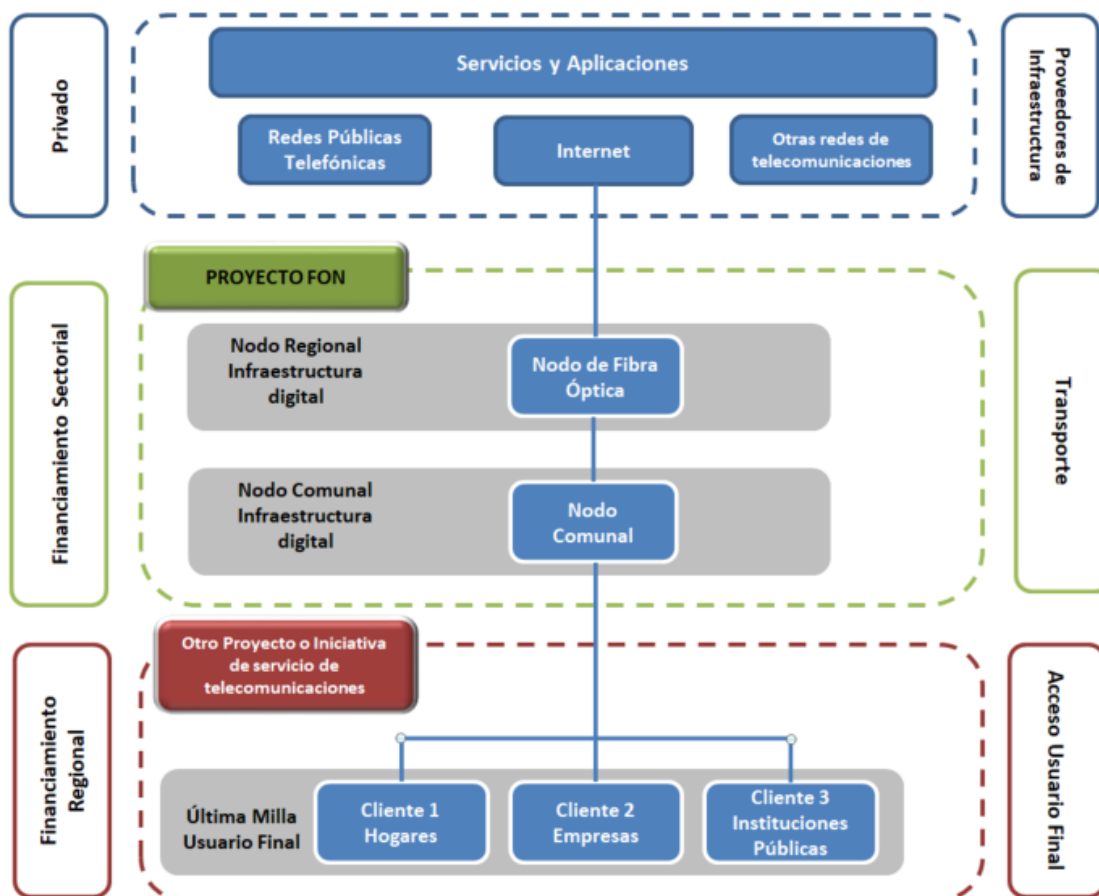 Privado
Servicios y Aplicaciones
Redes Públicas
Telefónicas
Internet
Otras redes de
telecomunicaciones
Proveedores de
Infraestructura
Financiamiento Sectorial
PROYECTO FON
Nodo Regional
Infraestructura
digital
Nodo de Fibra
Óptica
Nodo Comunal
Infraestructura
digital
Nodo
Comunal
Transporte
Financiamiento
Regional
Otro Proyecto o Iniciativa
de servicio de
telecomunicaciones
Última Milla
Usuario Final
Cliente 1
Hogares
Cliente 2
Empresas
Cliente 3
Instituciones
Públicas
Acceso Usuario Final